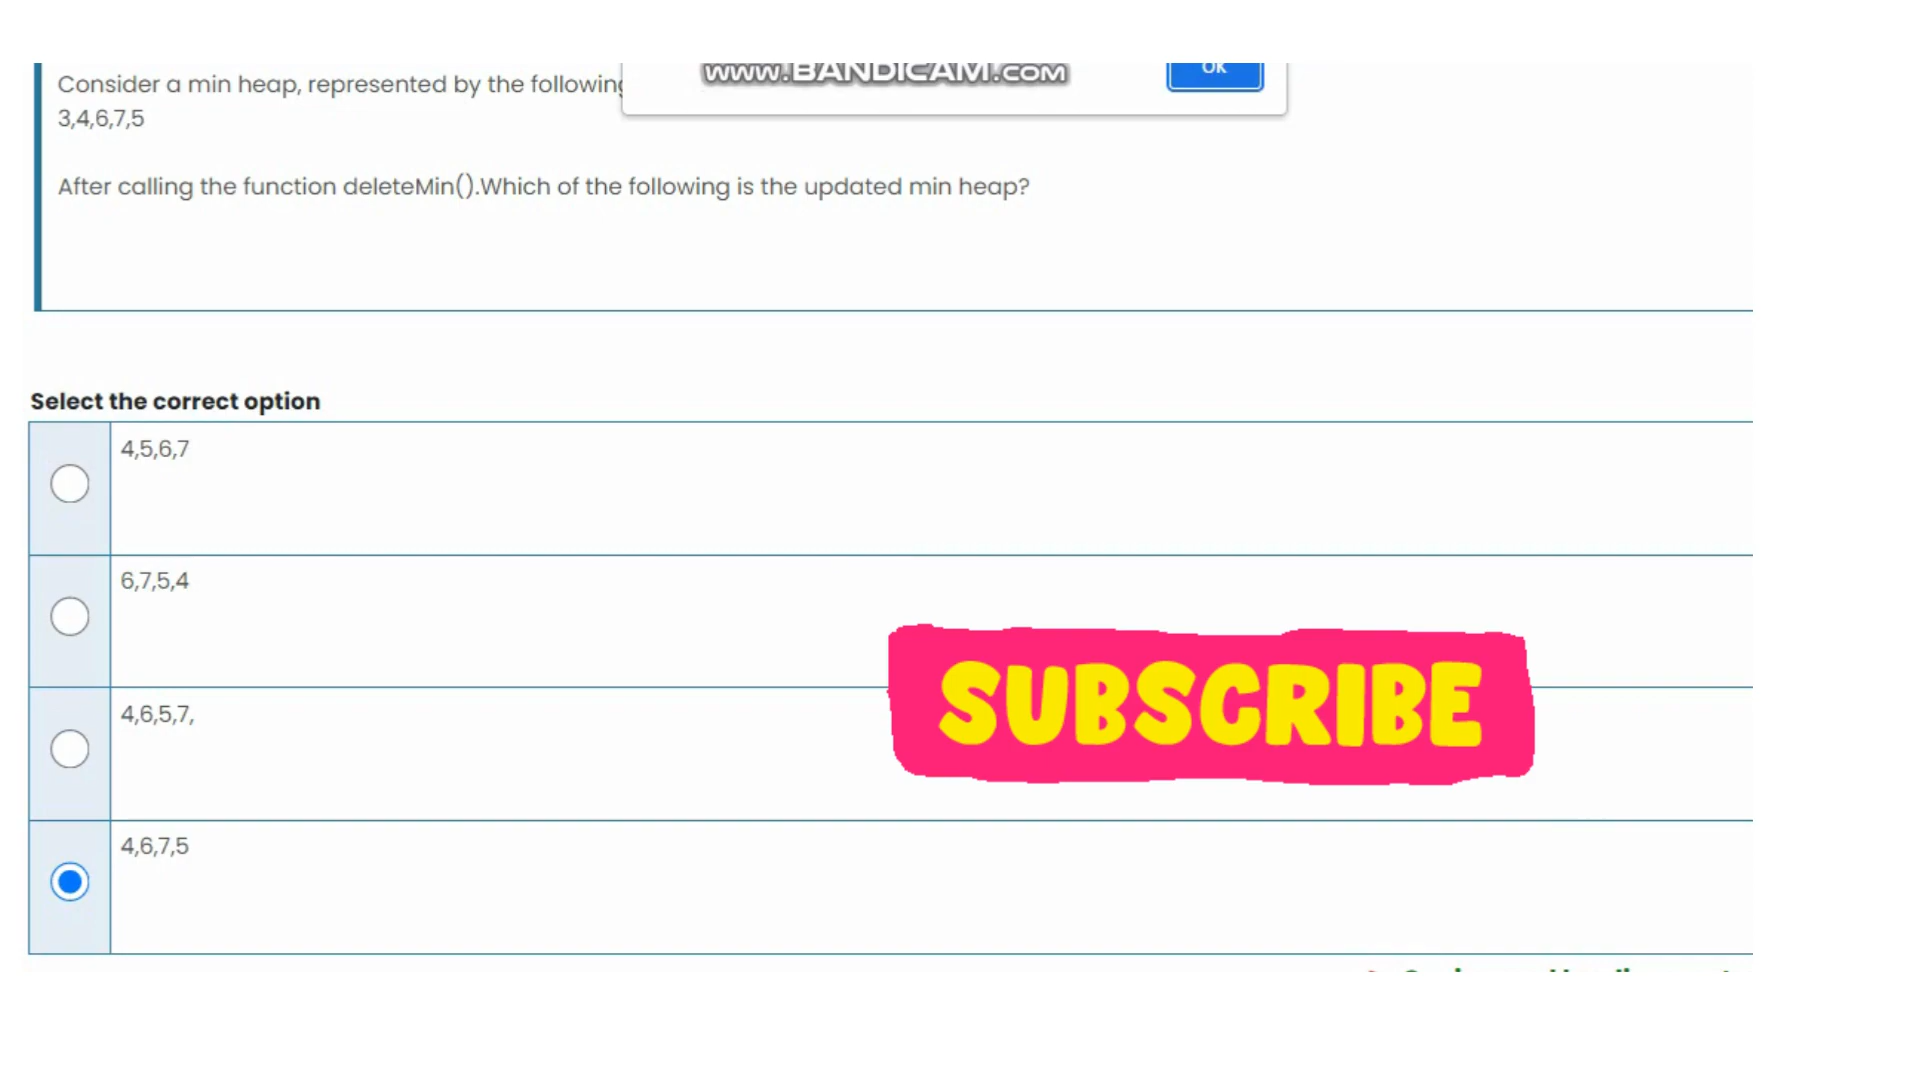 www.BANDICAM.com
Ok
Consider a min heap, represented by the following
3,4,6,7,5
After calling the function deleteMin().Which of the following is the updated min heap?
Select the correct option
4,5,6,7
6,7,5,4
4,6,5,7,
4,6,7,5
SUBSCRIBE